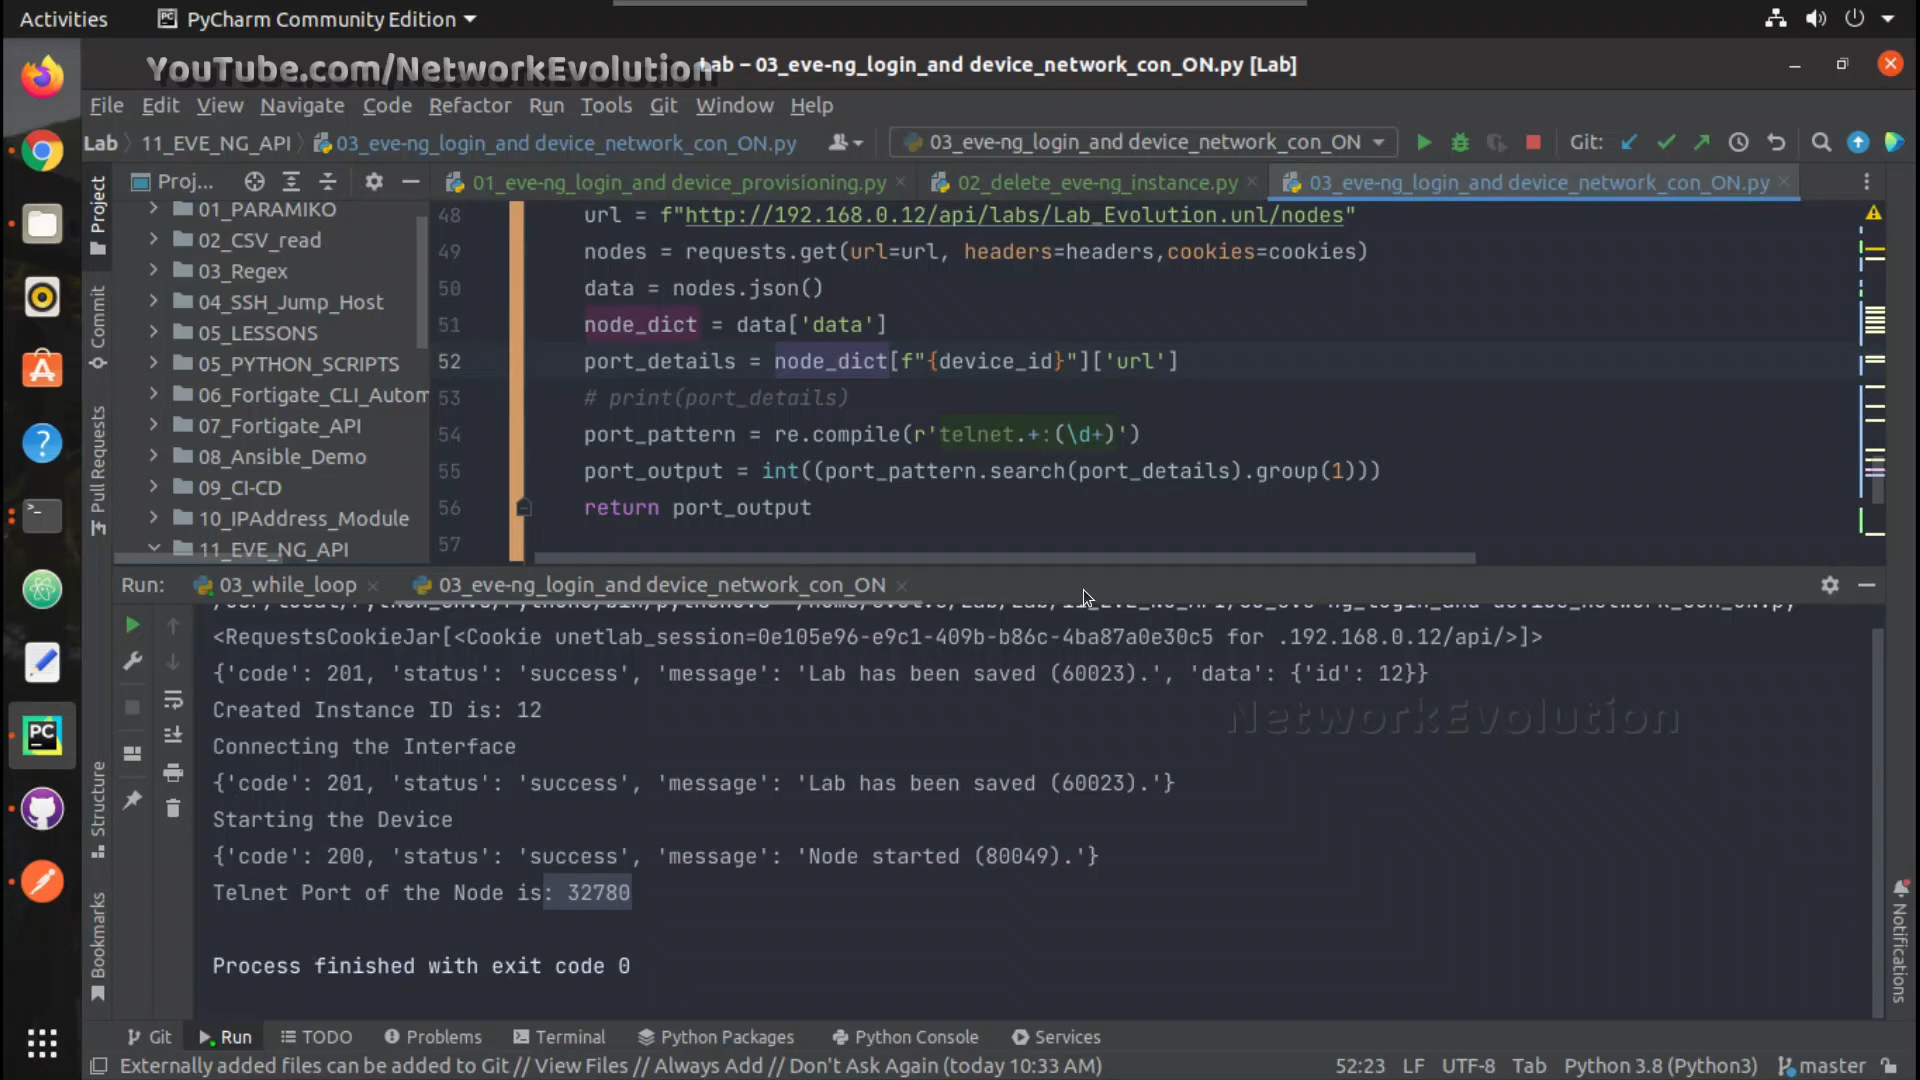 Activities
PyCharm Community Edition
YouTube.com/NetworkEvolution
Lab – 03_eve-ng_login_and device_network_con_ON.py [Lab]
File Edit View Navigate Code Refactor Run Tools Git Window Help
Lab 11_EVE_NG_API 03_eve-ng_login_and device_network_con_ON.py
03_eve-ng_login_and device_network_con_ON
Git:
Proj...
01_eve-ng_login_and device_provisioning.py
02_delete_eve-ng_instance.py
03_eve-ng_login_and device_network_con_ON.py
Project
Commit
Pull Requests
Structure
Bookmarks
01_PARAMIKO
02_CSV_read
03_Regex
04_SSH_Jump_Host
05_LESSONS
05_PYTHON_SCRIPTS
06_Fortigate_CLI_Autom
07_Fortigate_API
08_Ansible_Demo
09_CI-CD
10_IPAddress_Module
11_EVE_NG_API
48 url = f"http://192.168.0.12/api/labs/Lab_Evolution.unl/nodes"
49 nodes = requests.get(url=url, headers=headers,cookies=cookies)
50 data = nodes.json()
51 node_dict = data['data']
52 port_details = node_dict[f"{device_id}"]['url']
53 # print(port_details)
54 port_pattern = re.compile(r'telnet.+:(\d+)')
55 port_output = int((port_pattern.search(port_details).group(1)))
56 return port_output
57
Run: 03_while_loop 03_eve-ng_login_and device_network_con_ON
<RequestsCookieJar[<Cookie unetlab_session=0e105e96-e9c1-409b-b86c-4ba87a0e30c5 for .192.168.0.12/api/>]>
{'code': 201, 'status': 'success', 'message': 'Lab has been saved (60023).', 'data': {'id': 12}}
Created Instance ID is: 12
NetworkEvolution
Connecting the Interface
{'code': 201, 'status': 'success', 'message': 'Lab has been saved (60023).'}
Starting the Device
{'code': 200, 'status': 'success', 'message': 'Node started (80049).'}
Telnet Port of the Node is: 32780
Process finished with exit code 0
Notifications
Git Run TODO Problems Terminal Python Packages Python Console Services
Externally added files can be added to Git // View Files // Always Add // Don't Ask Again (today 10:33 AM)
52:23 LF UTF-8 Tab Python 3.8 (Python3) master